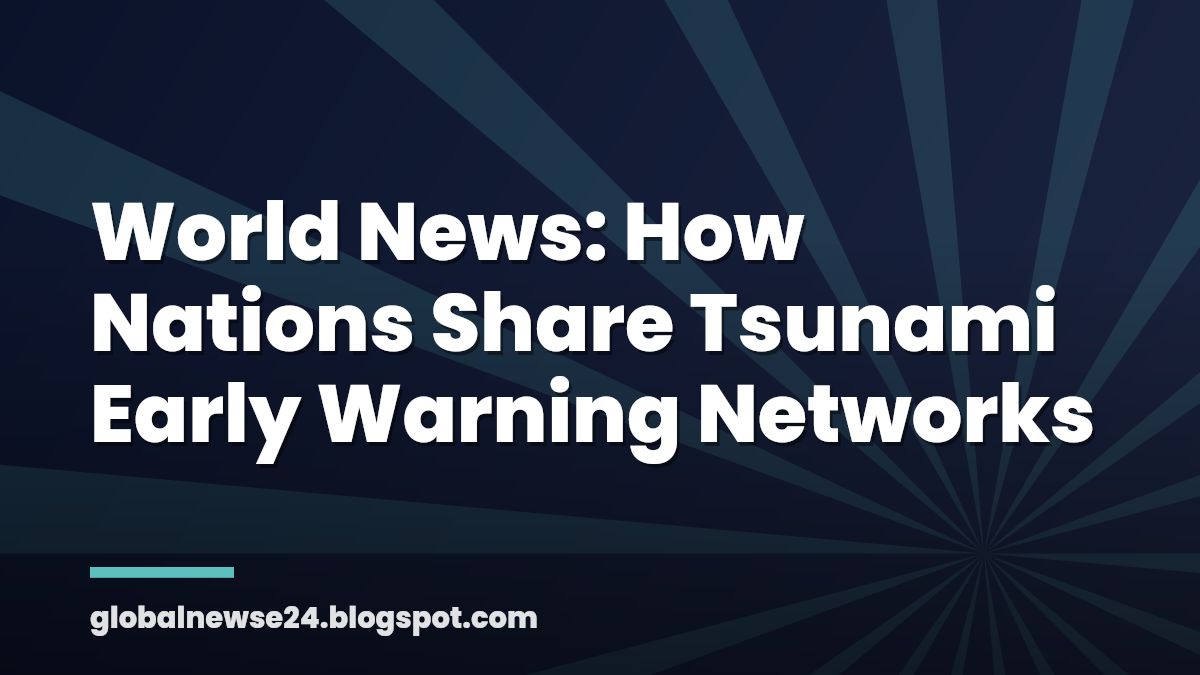 World News: How
Nations Share Tsunami
Early Warning Networks
globalnewse24.blogspot.com